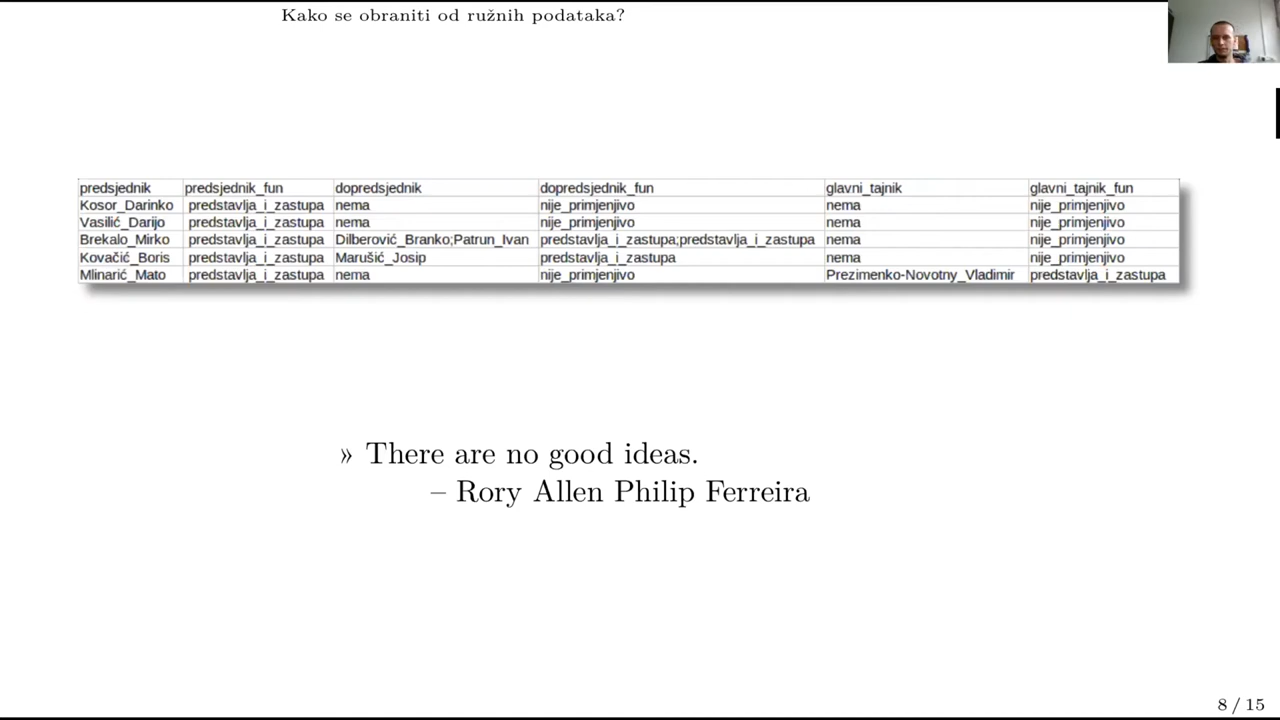 Kako se obraniti od ružnih podataka?
predsjednik predsjednik_fun dopredsjednik dopredsjednik_fun glavni_tajnik glavni_tajnik_fun
Kosor_Darinko predstavlja_i_zastupa nema nije_primjenjivo nema nije_primjenjivo
Vasilić_Darijo predstavlja_i_zastupa nema nije_primjenjivo nema nije_primjenjivo
Brekalo_Mirko predstavlja_i_zastupa Dilberović_Branko;Patrun_Ivan predstavlja_i_zastupa;predstavlja_i_zastupa nema nije_primjenjivo
Kovačić_Boris predstavlja_i_zastupa Marušić_Josip predstavlja_i_zastupa nema nije_primjenjivo
Mlinarić_Mato predstavlja_i_zastupa nema nije_primjenjivo Prezimenko-Novotny_Vladimir predstavlja_i_zastupa
» There are no good ideas.
– Rory Allen Philip Ferreira
8 / 15